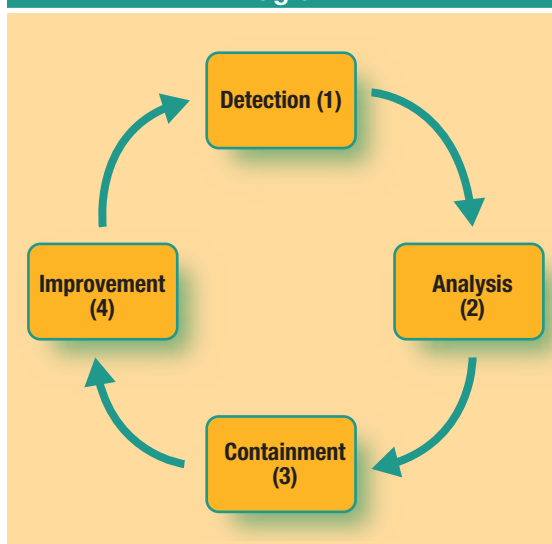 Detection (1)
Improvement
(4)
Analysis
(2)
Containment
(3)